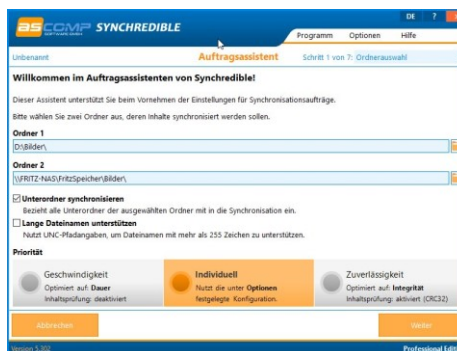 ascomp SYNCHREDIBLE
SOFTWARE GMBH
DE ?
Programm Optionen Hilfe
Unbenannt Auftragsassistent Schritt 1 von 7: Ordnerauswahl
Willkommen im Auftragsassistenten von Synchredible!
Dieser Assistent unterstützt Sie beim Vornehmen der Einstellungen für Synchronisationsaufträge.
Bitte wählen Sie zwei Ordner aus, deren Inhalte synchronisiert werden sollen.
Ordner 1
D:\Bilder\
Ordner 2
\\FRITZ-NAS\FritzSpeicher\Bilder\
Unterordner synchronisieren
Bezieht alle Unterordner der ausgewählten Ordner mit in die Synchronisation ein.
Lange Dateinamen unterstützen
Nutzt UNC-Pfadangaben, um Dateinamen mit mehr als 255 Zeichen zu unterstützen.
Priorität
Geschwindigkeit Individuell Zuverlässigkeit
Optimiert auf: Dauer Nutzt die unter Optionen Optimiert auf: Integrität
Inhaltsprüfung: deaktiviert festgelegte Konfiguration. Inhaltsprüfung: aktiviert (CRC32)
Abbrechen Weiter
Version 5.302 Professional Edit